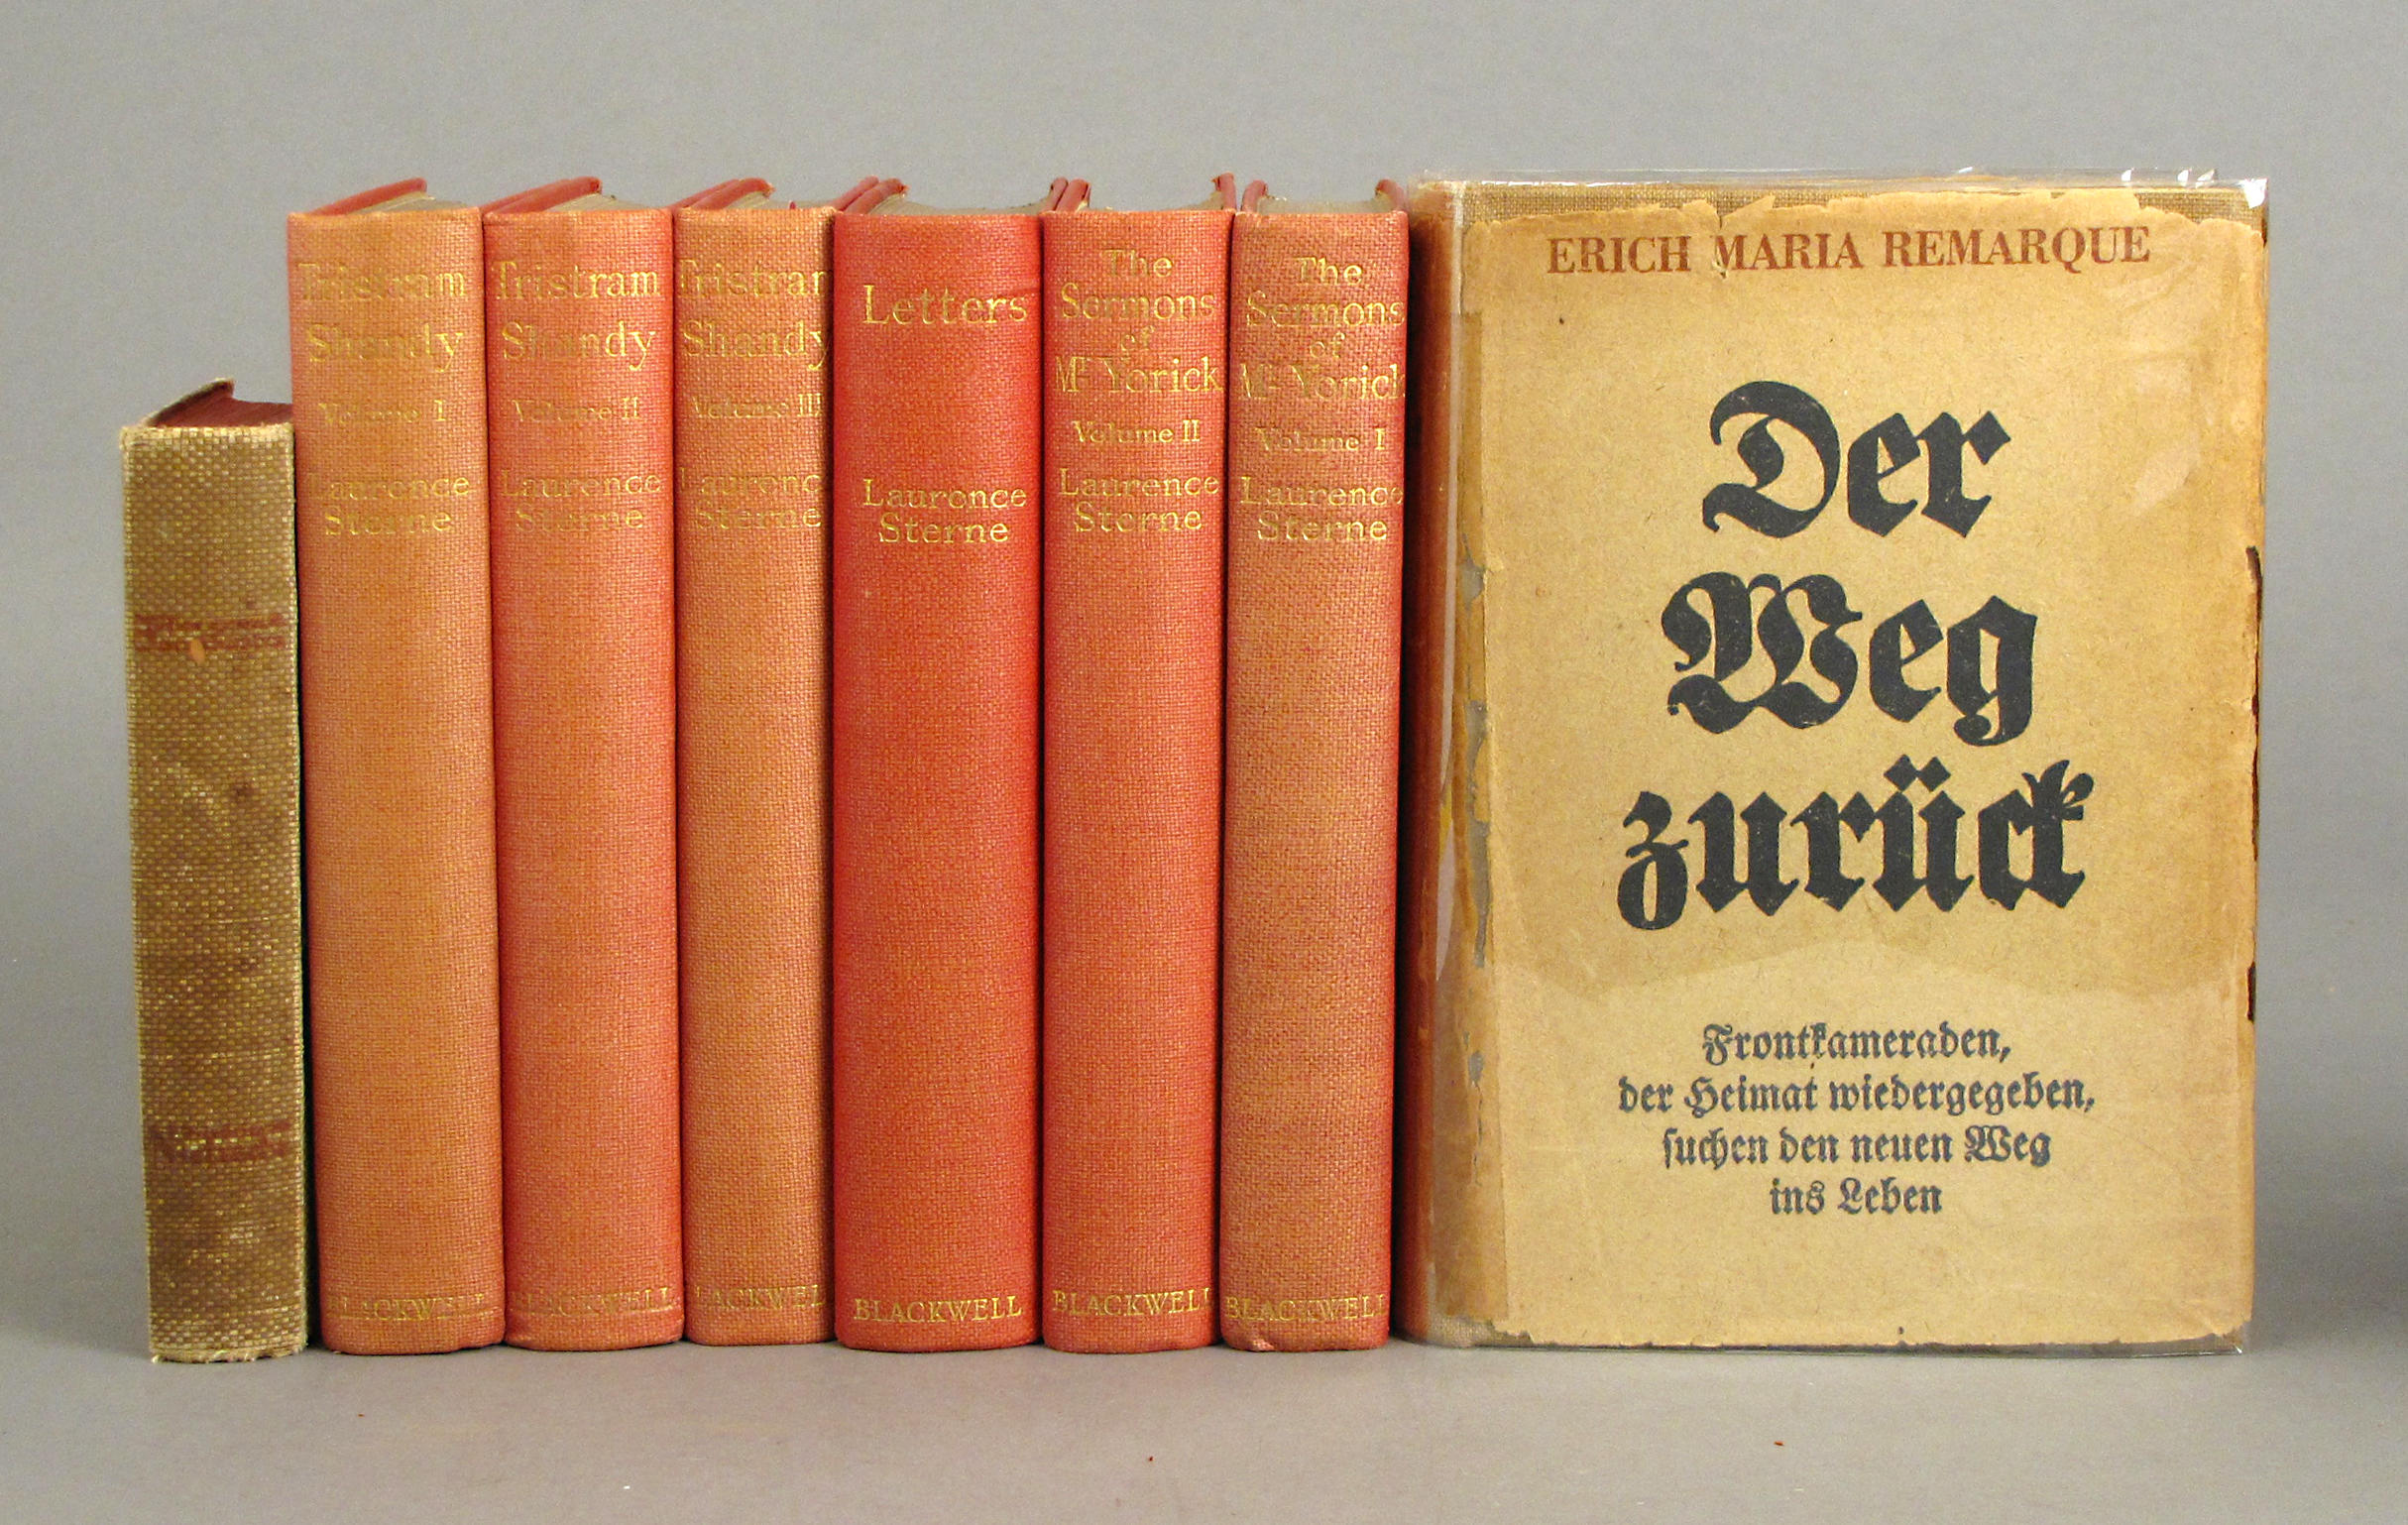 Tristram
Shandy
Volume I
Laurence
Sterne
BLACKWELL
Tristram
Shandy
Volume II
Laurence
Sterne
BLACKWELL
Tristram
Shandy
Volume III
Laurence
Sterne
BLACKWELL
Letters
Laurence
Sterne
BLACKWELL
The
Sermons
of
Mr Yorick
Volume II
Laurence
Sterne
BLACKWELL
The
Sermons
of
Mr Yorick
Volume I
Laurence
Sterne
BLACKWELL
ERICH MARIA REMARQUE
Der
Weg
zurück
Frontkameraden,
der Heimat wiedergegeben,
suchen den neuen Weg
ins Leben